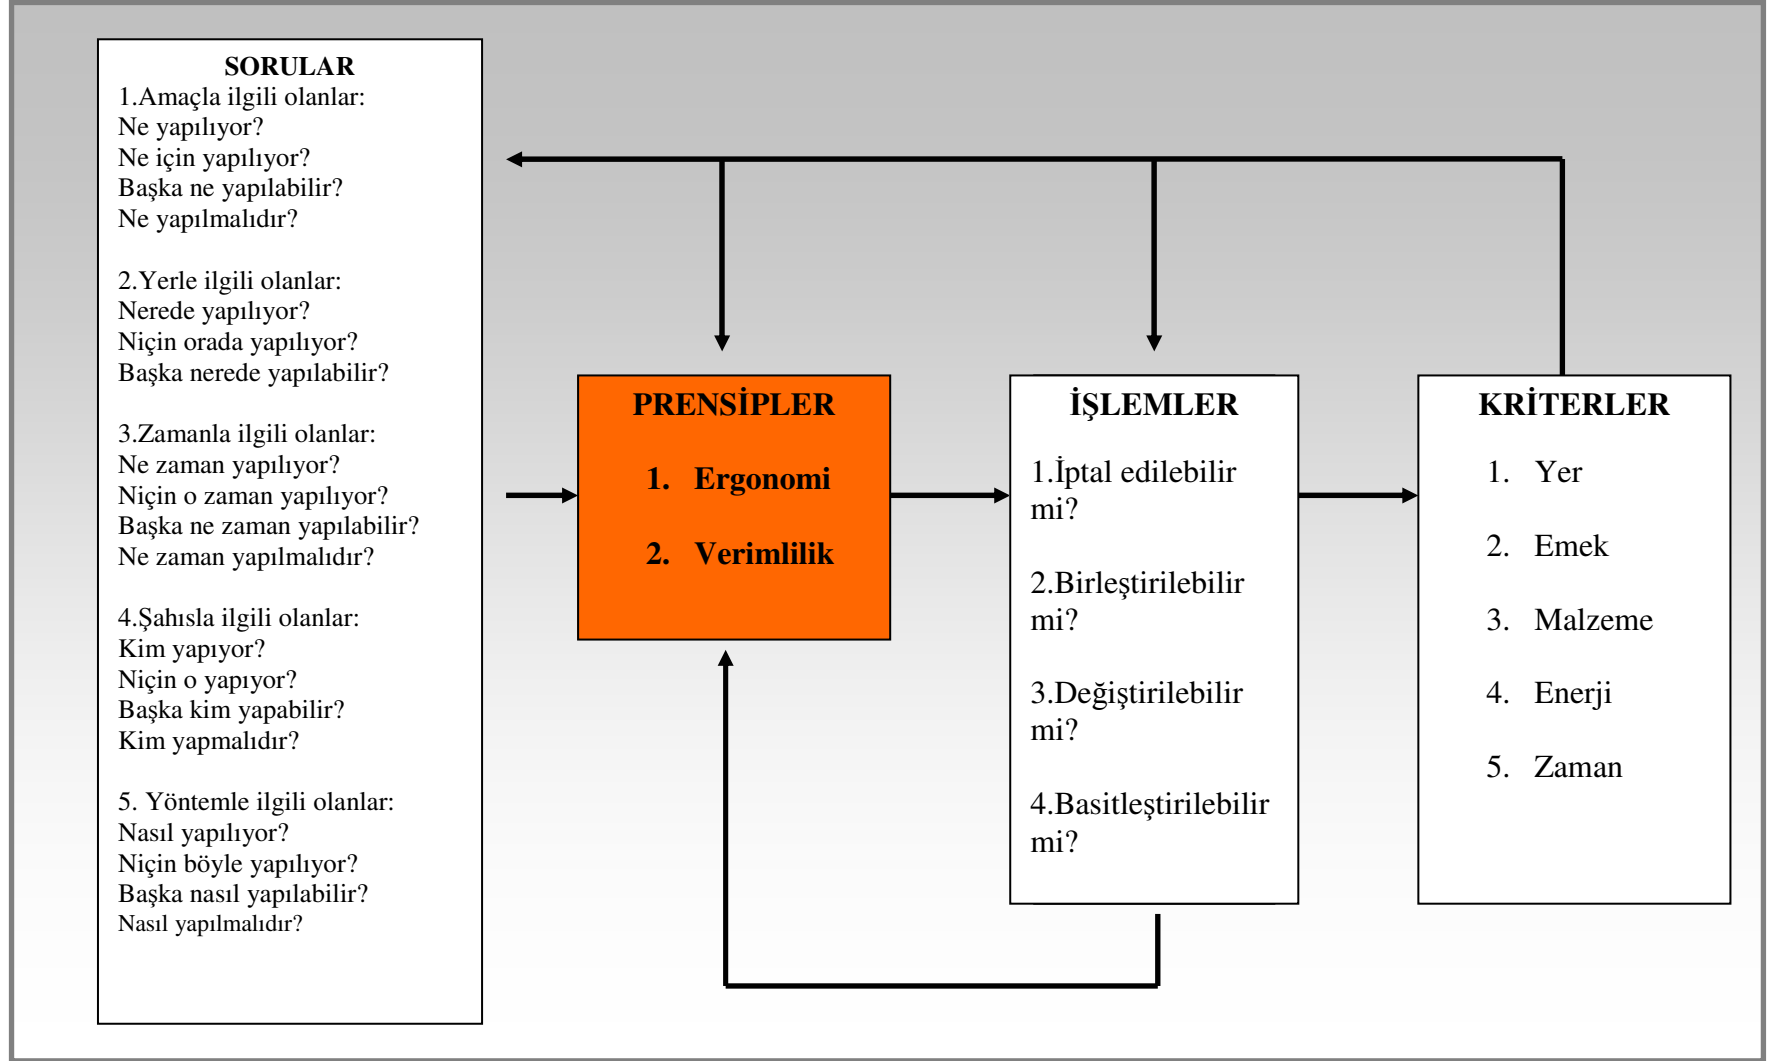 SORULAR
1.Amaçla ilgili olanlar:
Ne yapılıyor?
Ne için yapılıyor?
Başka ne yapılabilir?
Ne yapılmalıdır?
2.Yerle ilgili olanlar:
Nerede yapılıyor?
Niçin orada yapılıyor?
Başka nerede yapılabilir?
3.Zamanla ilgili olanlar:
Ne zaman yapılıyor?
Niçin o zaman yapılıyor?
Başka ne zaman yapılabilir?
Ne zaman yapılmalıdır?
4.Şahısla ilgili olanlar:
Kim yapıyor?
Niçin o yapıyor?
Başka kim yapabilir?
Kim yapmalıdır?
5. Yöntemle ilgili olanlar:
Nasıl yapılıyor?
Niçin böyle yapılıyor?
Başka nasıl yapılabilir?
Nasıl yapılmalıdır?
PRENSİPLER
1. Ergonomi
2. Verimlilik
İŞLEMLER
1.İptal edilebilir
mi?
2.Birleştirilebilir
mi?
3.Değiştirilebilir
mi?
4.Basitleştirilebilir
mi?
KRİTERLER
1. Yer
2. Emek
3. Malzeme
4. Enerji
5. Zaman